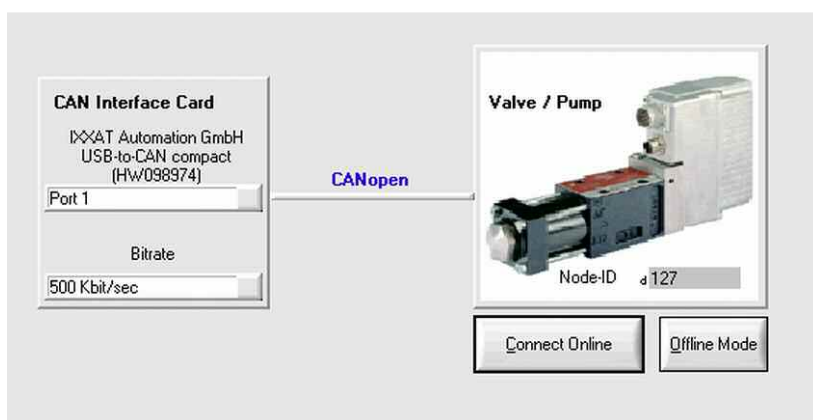 CAN Interface Card
IXXAT Automation GmbH
USB-to-CAN compact
(HW098974)
Port 1
Bitrate
500 Kbit/sec
CANopen
Valve / Pump
Node-ID d 127
Connect Online
Offline Mode